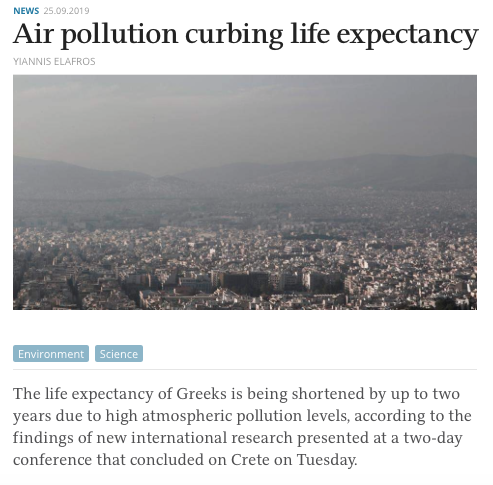 NEWS 25.09.2019
Air pollution curbing life expectancy
YIANNIS ELAFROS
Environment Science
The life expectancy of Greeks is being shortened by up to two
years due to high atmospheric pollution levels, according to the
findings of new international research presented at a two-day
conference that concluded on Crete on Tuesday.